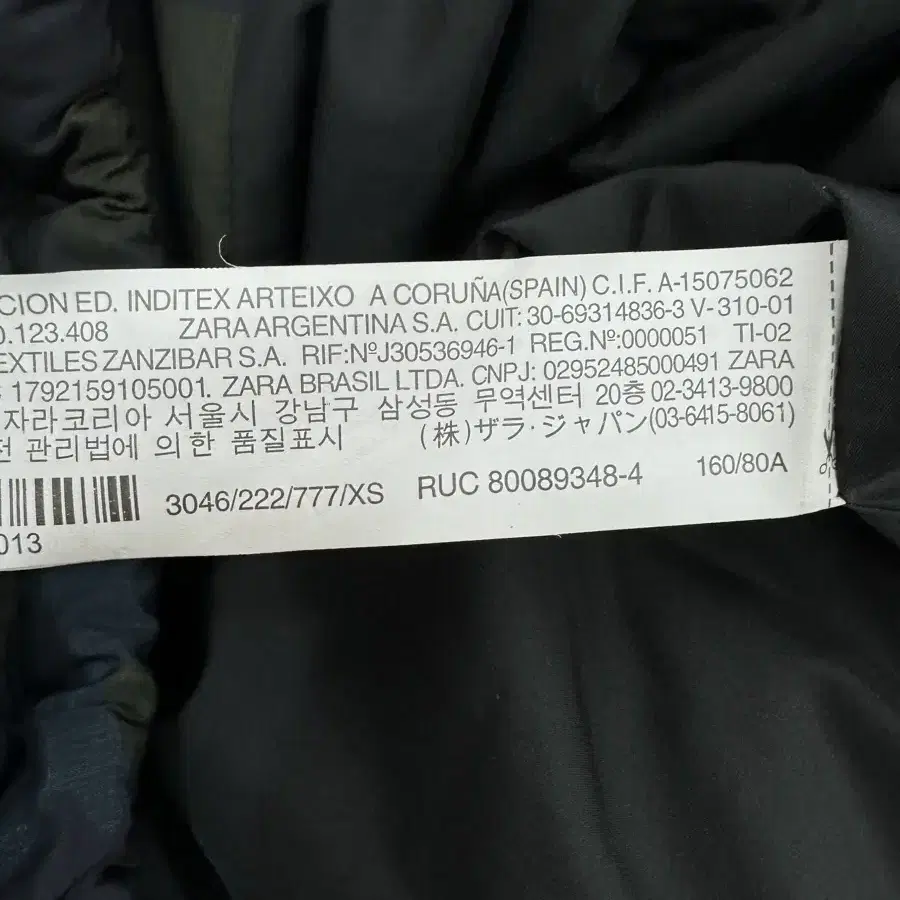 CION ED. INDITEX ARTEIXO A CORUÑA(SPAIN) C.I.F. A-15075062
0.123.408 ZARA ARGENTINA S.A. CUIT: 30-69314836-3 V-310-01
EXTILES ZANZIBAR S.A. RIF:NºJ30536946-1 REG.Nº:0000051 TI-02
1792159105001. ZARA BRASIL LTDA. CNPJ: 02952485000491 ZARA
자라코리아 서울시 강남구 삼성동 무역센터 20층 02-3413-9800
전 관리법에 의한 품질표시 (株)ザラ・ジャパン(03-6415-8061)
3046/222/777/XS RUC 80089348-4 160/80A
013